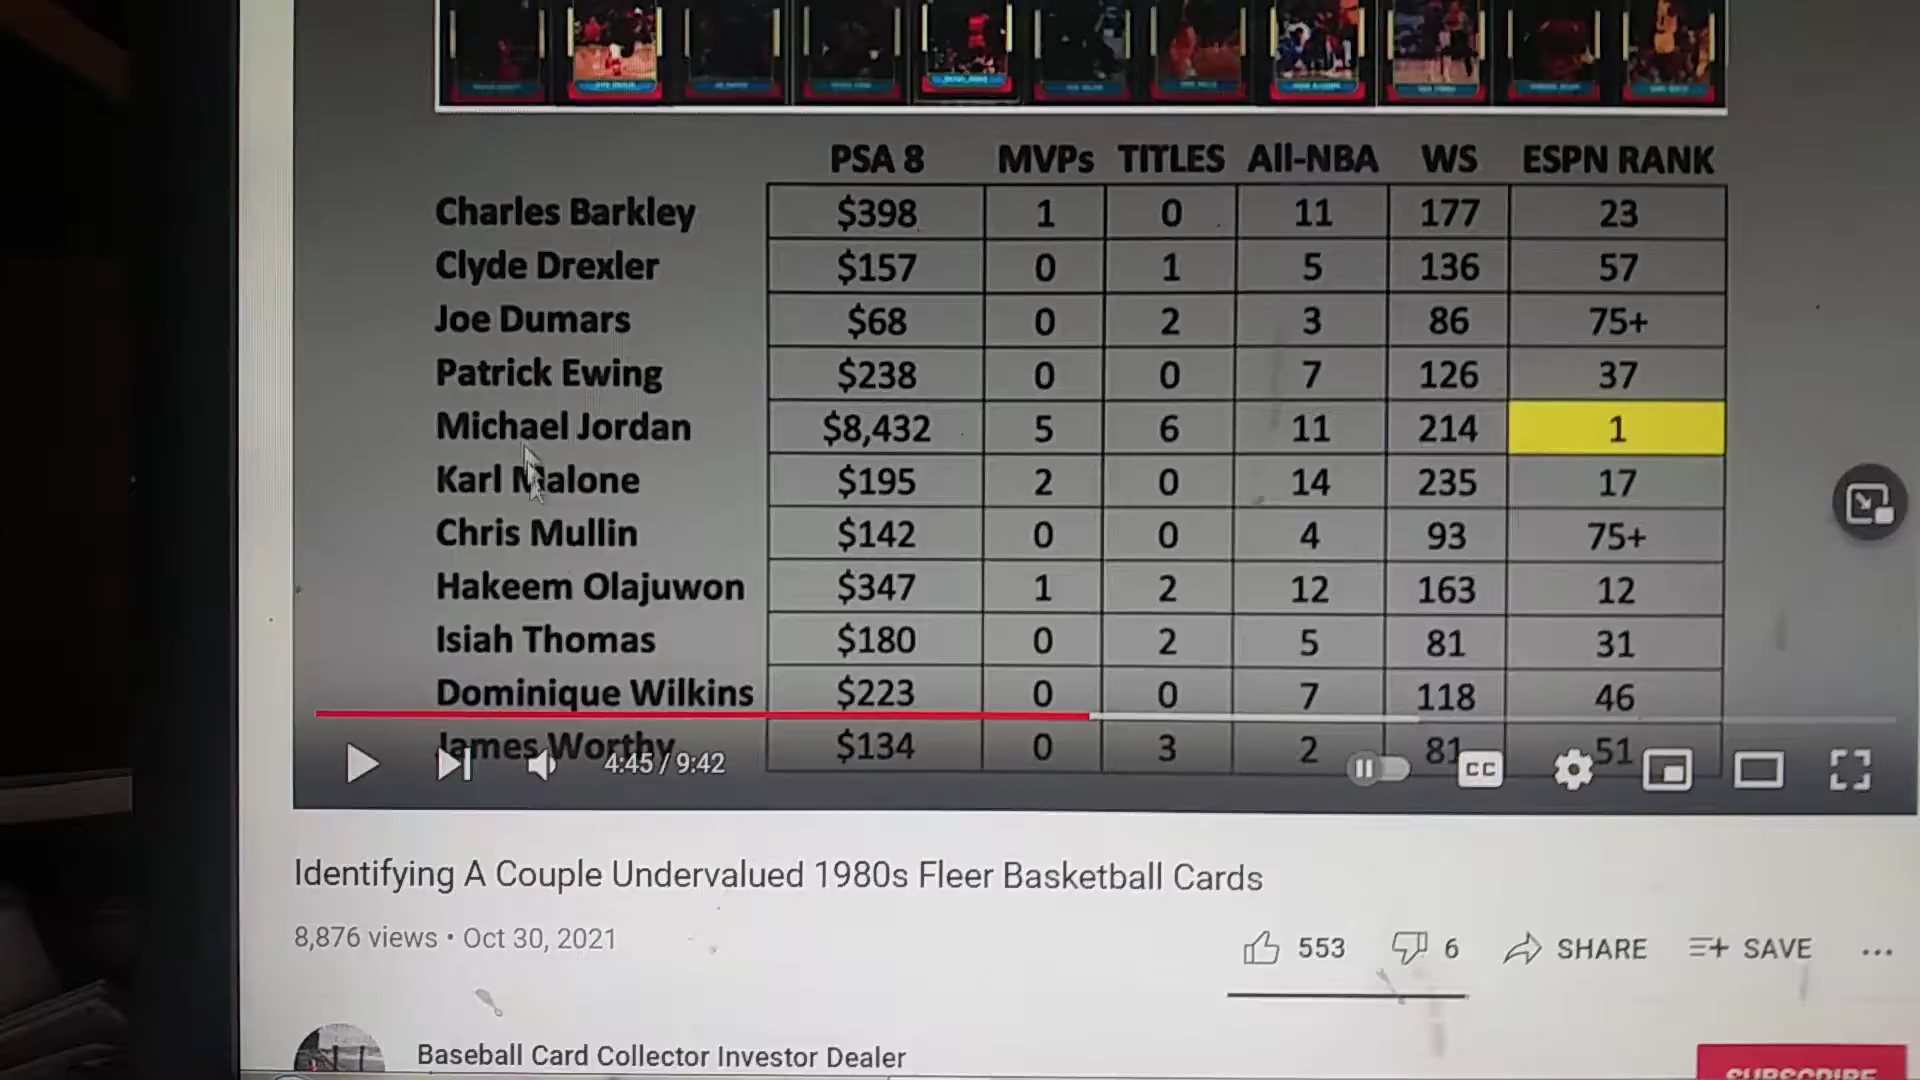 PSA 8 MVPs TITLES All-NBA WS ESPN RANK
Charles Barkley $398 1 0 11 177 23
Clyde Drexler $157 0 1 5 136 57
Joe Dumars $68 0 2 3 86 75+
Patrick Ewing $238 0 0 7 126 37
Michael Jordan $8,432 5 6 11 214 1
Karl Malone $195 2 0 14 235 17
Chris Mullin $142 0 0 4 93 75+
Hakeem Olajuwon $347 1 2 12 163 12
Isiah Thomas $180 0 2 5 81 31
Dominique Wilkins $223 0 0 7 118 46
James Worthy $134 0 3 2 81 51
4:45 / 9:42 CC
Identifying A Couple Undervalued 1980s Fleer Basketball Cards
8,876 views • Oct 30, 2021
553 6 SHARE SAVE ...
Baseball Card Collector Investor Dealer
SUBSCRIBE